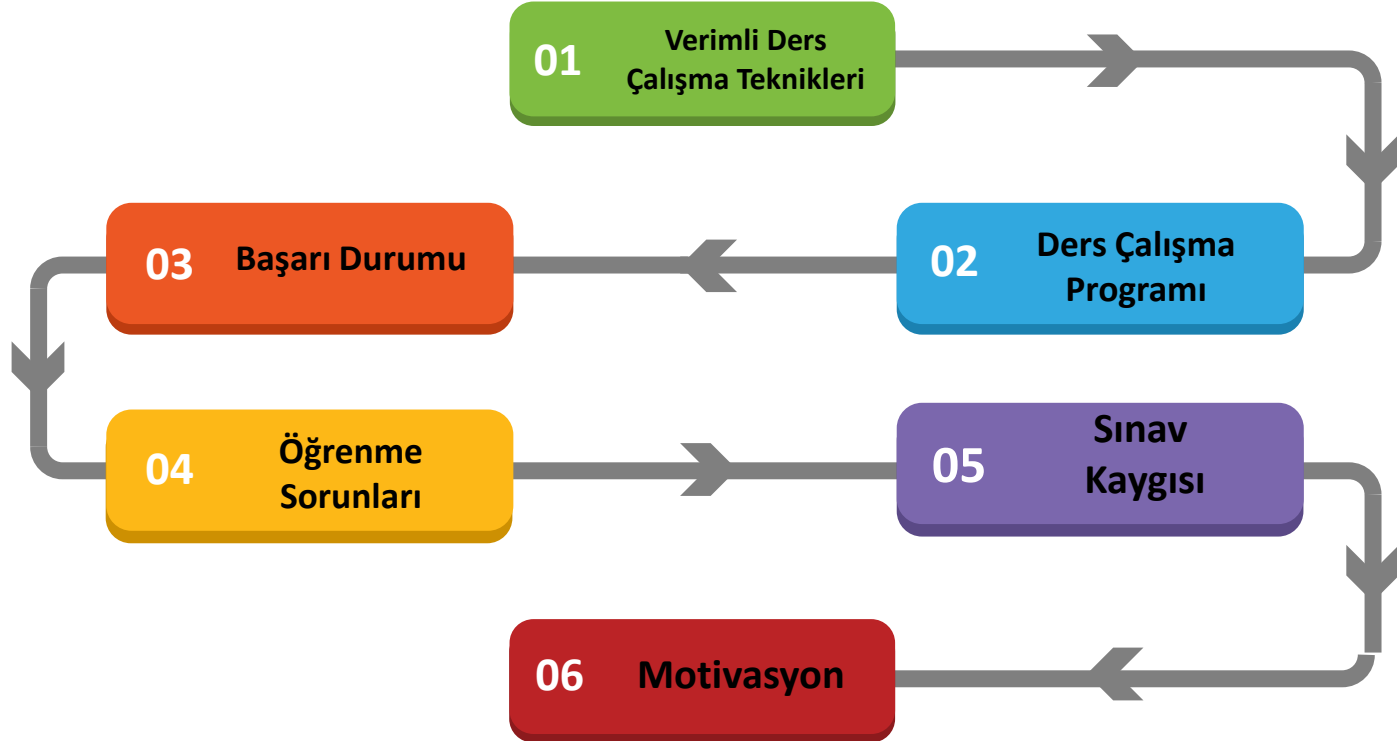 01
Verimli Ders
Çalışma Teknikleri
02
Ders Çalışma
Programı
03
Başarı Durumu
04
Öğrenme
Sorunları
05
Sınav
Kaygısı
06
Motivasyon